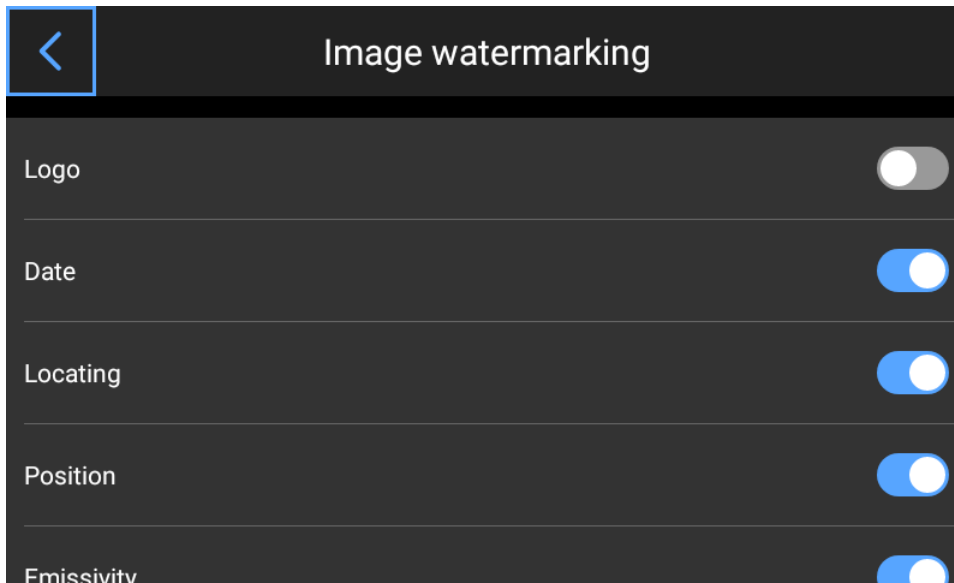 Image watermarking
Logo
Date
Locating
Position
Emissivity